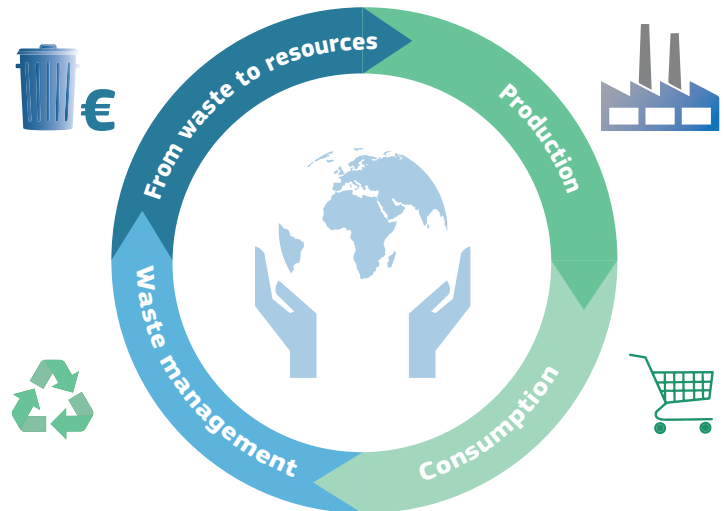 From waste to resources
Production
€
Waste management
Consumption